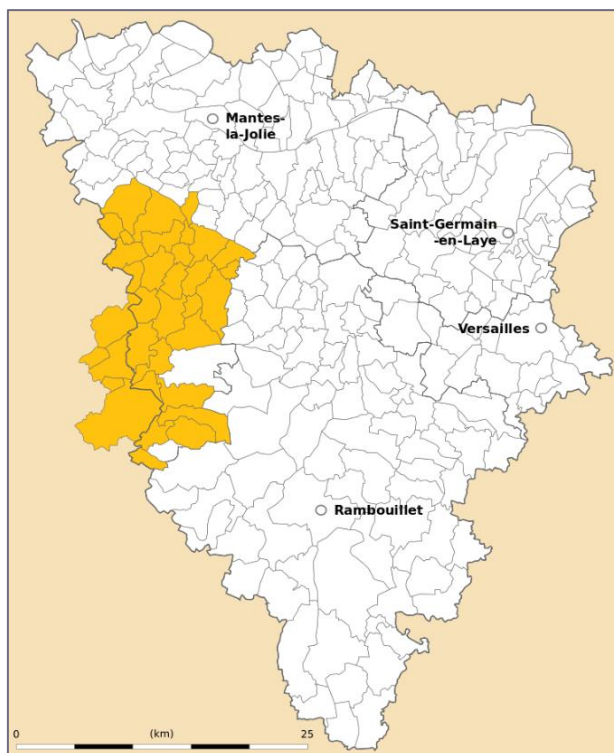 Mantes-
la-Jolie
Saint-Germain
-en-Laye
Versailles
Rambouillet
0 (km) 25